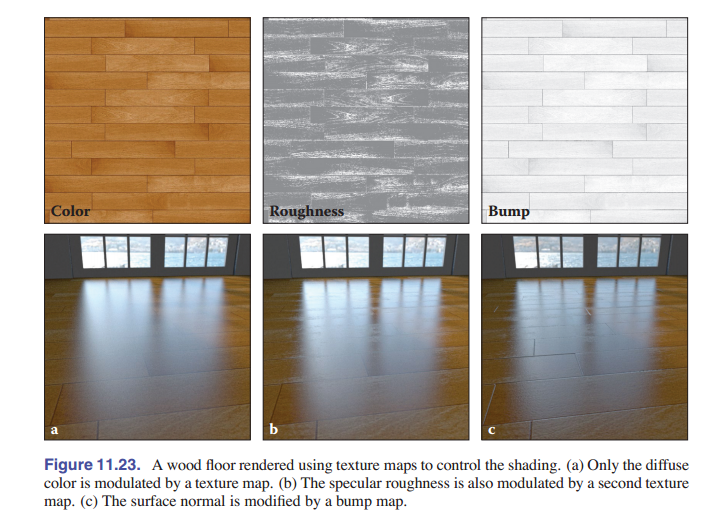 Color
Roughness
Bump
a
b
c
Figure 11.23. A wood floor rendered using texture maps to control the shading. (a) Only the diffuse
color is modulated by a texture map. (b) The specular roughness is also modulated by a second texture
map. (c) The surface normal is modified by a bump map.